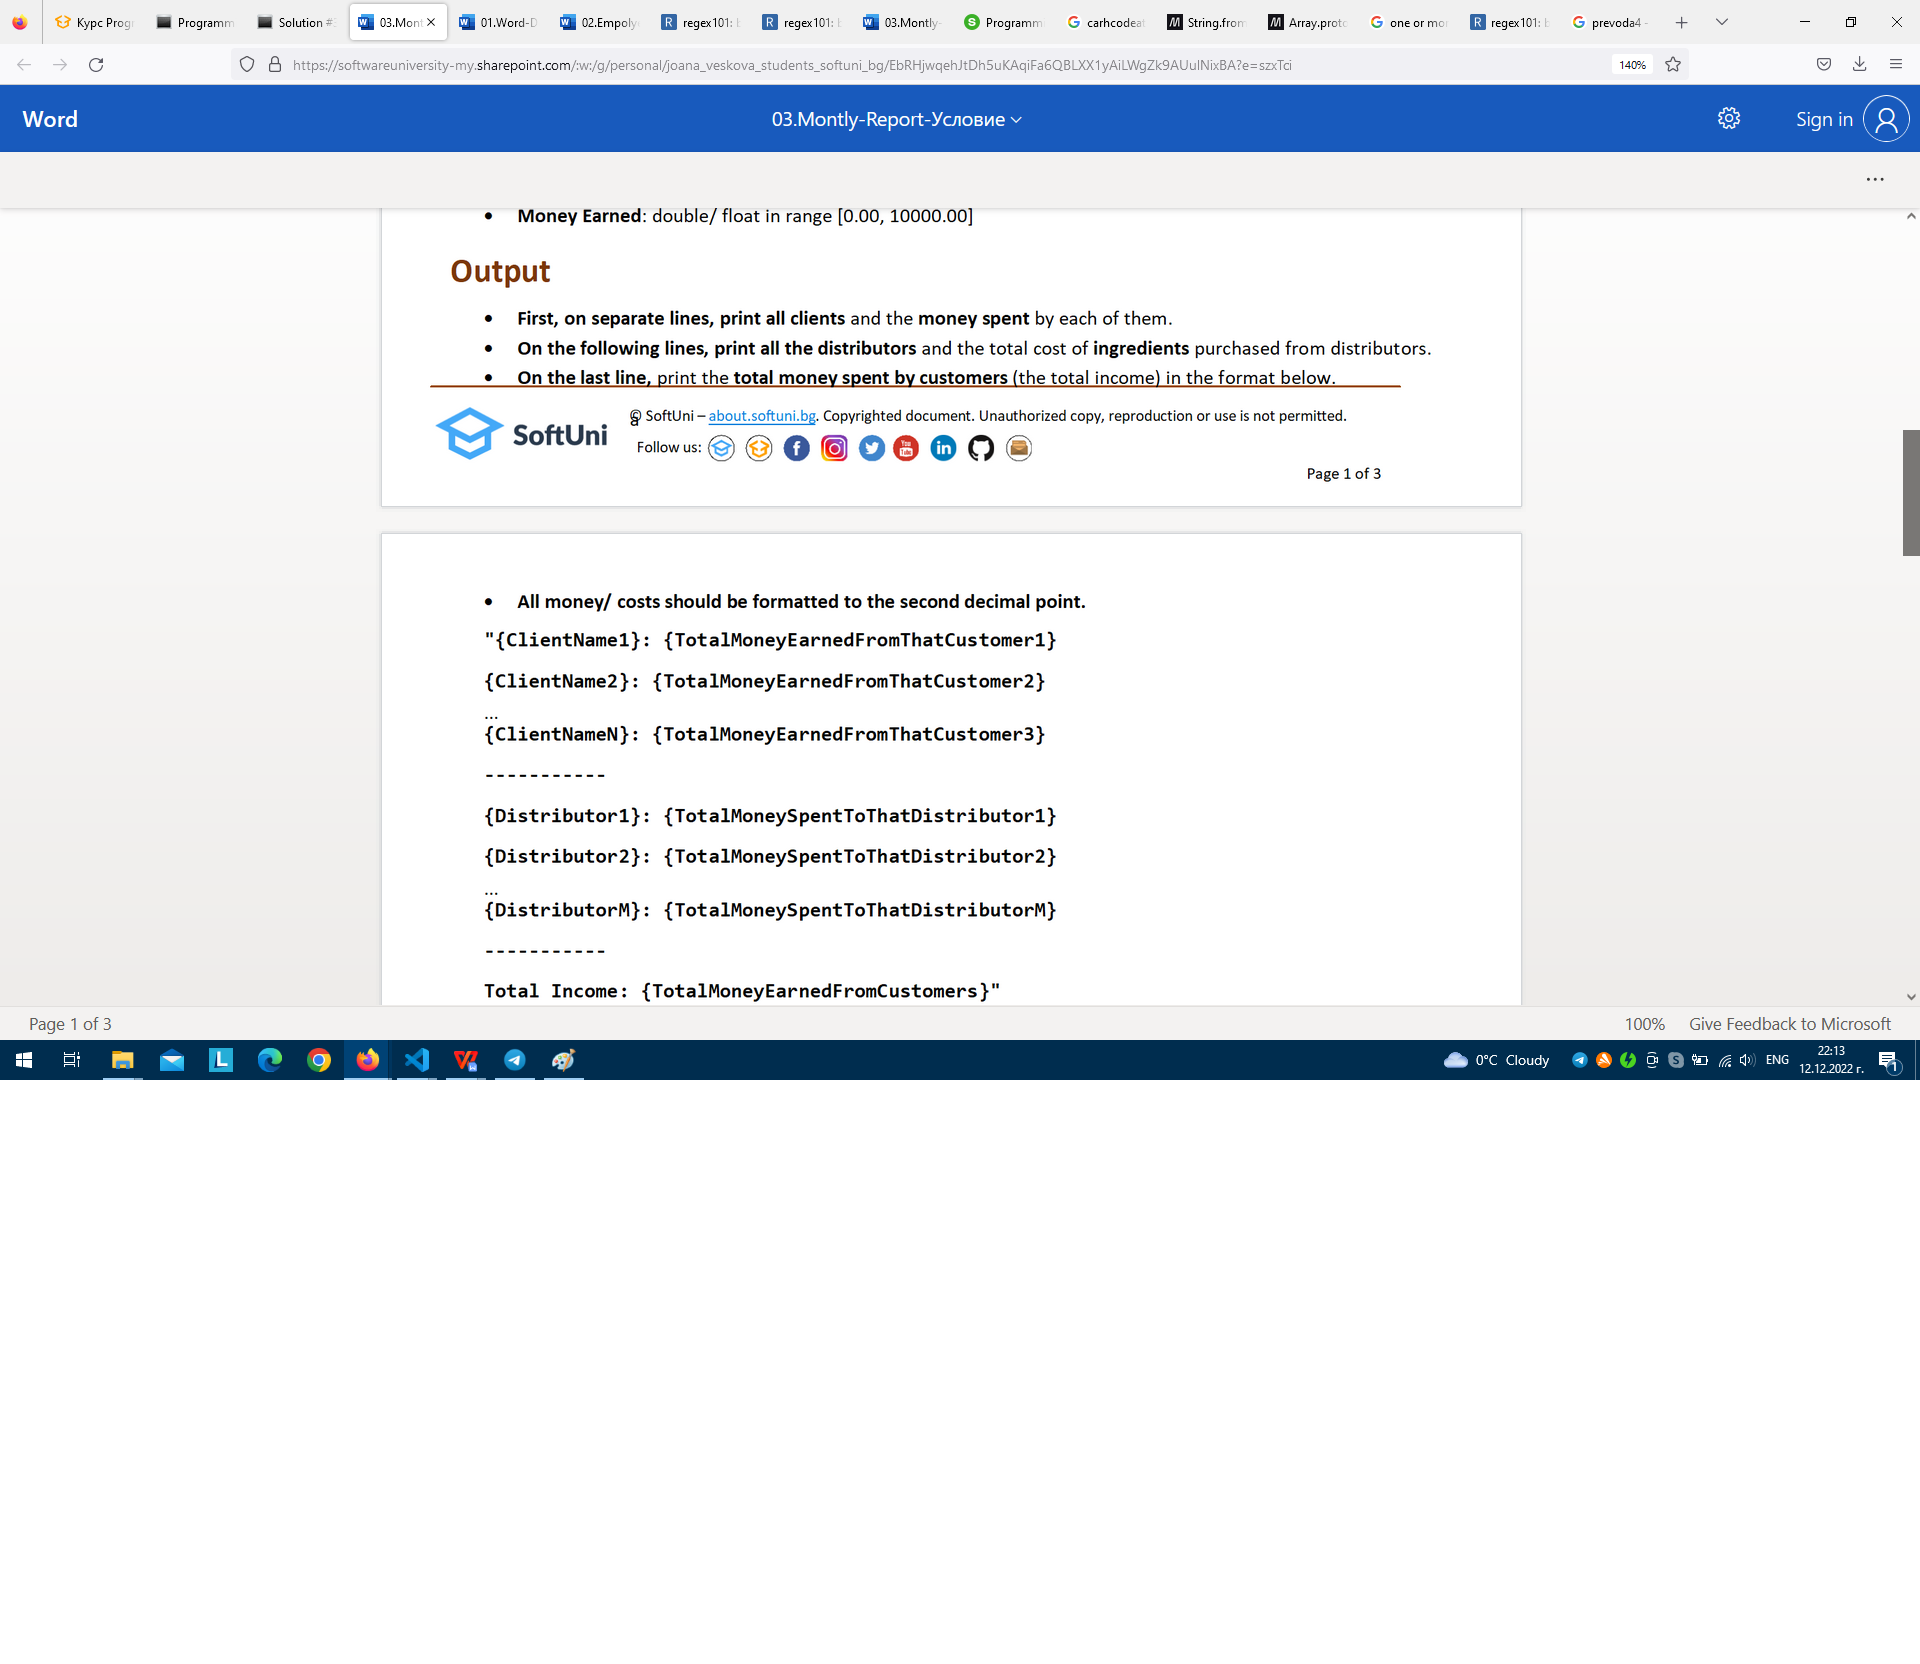 Курс Progr
Programm
Solution #
03.Mont
01.Word-D
02.Empoly
regex101: b
regex101: b
03.Montly-
Programm
carhcodeat
String.from
Array.proto
one or mor
regex101: b
prevoda4 -
https://softwareuniversity-my.sharepoint.com/:w:/g/personal/joana_veskova_students_softuni_bg/EbRHjwqehJtDh5uKAqiFa6QBLXX1yAiLWgZk9AUulNixBA?e=szxTci
140%
Word
03.Montly-Report-Условие
Sign in
...
• Money Earned: double/ float in range [0.00, 10000.00]
Output
• First, on separate lines, print all clients and the money spent by each of them.
• On the following lines, print all the distributors and the total cost of ingredients purchased from distributors.
• On the last line, print the total money spent by customers (the total income) in the format below.
SoftUni
© SoftUni – about.softuni.bg. Copyrighted document. Unauthorized copy, reproduction or use is not permitted.
Follow us:
Page 1 of 3
• All money/ costs should be formatted to the second decimal point.
"{ClientName1}: {TotalMoneyEarnedFromThatCustomer1}
{ClientName2}: {TotalMoneyEarnedFromThatCustomer2}
…
{ClientNameN}: {TotalMoneyEarnedFromThatCustomer3}
-----------
{Distributor1}: {TotalMoneySpentToThatDistributor1}
{Distributor2}: {TotalMoneySpentToThatDistributor2}
…
{DistributorM}: {TotalMoneySpentToThatDistributorM}
-----------
Total Income: {TotalMoneyEarnedFromCustomers}"
Page 1 of 3
100%
Give Feedback to Microsoft
0°C Cloudy
ENG
22:13
12.12.2022 г.
1